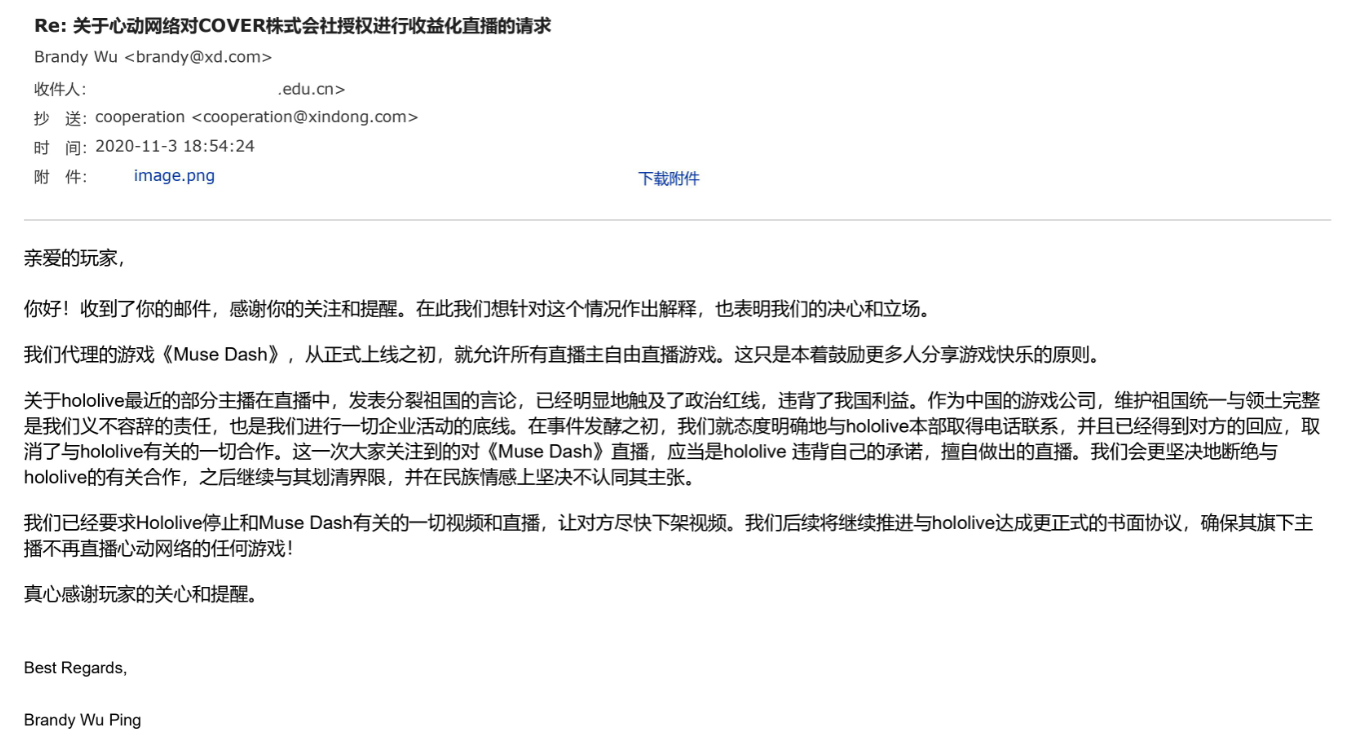 Re: 关于心动网络对COVER株式会社授权进行收益化直播的请求
Brandy Wu <brandy@xd.com>
收件人: .edu.cn>
抄 送: cooperation <cooperation@xindong.com>
时 间: 2020-11-3 18:54:24
附 件: image.png 下载附件
亲爱的玩家，
你好！收到了你的邮件，感谢你的关注和提醒。在此我们想针对这个情况作出解释，也表明我们的决心和立场。
我们代理的游戏《Muse Dash》，从正式上线之初，就允许所有直播主自由直播游戏。这只是本着鼓励更多人分享游戏快乐的原则。
关于hololive最近的部分主播在直播中，发表分裂祖国的言论，已经明显地触及了政治红线，违背了我国利益。作为中国的游戏公司，维护祖国统一与领土完整
是我们义不容辞的责任，也是我们进行一切企业活动的底线。在事件发酵之初，我们就态度明确地与hololive本部取得电话联系，并且已经得到对方的回应，取
消了与hololive有关的一切合作。这一次大家关注到的对《Muse Dash》直播，应当是hololive 违背自己的承诺，擅自做出的直播。我们会更坚决地断绝与
hololive的有关合作，之后继续与其划清界限，并在民族情感上坚决不认同其主张。
我们已经要求Hololive停止和Muse Dash有关的一切视频和直播，让对方尽快下架视频。我们后续将继续推进与hololive达成更正式的书面协议，确保其旗下主
播不再直播心动网络的任何游戏！
真心感谢玩家的关心和提醒。
Best Regards,
Brandy Wu Ping